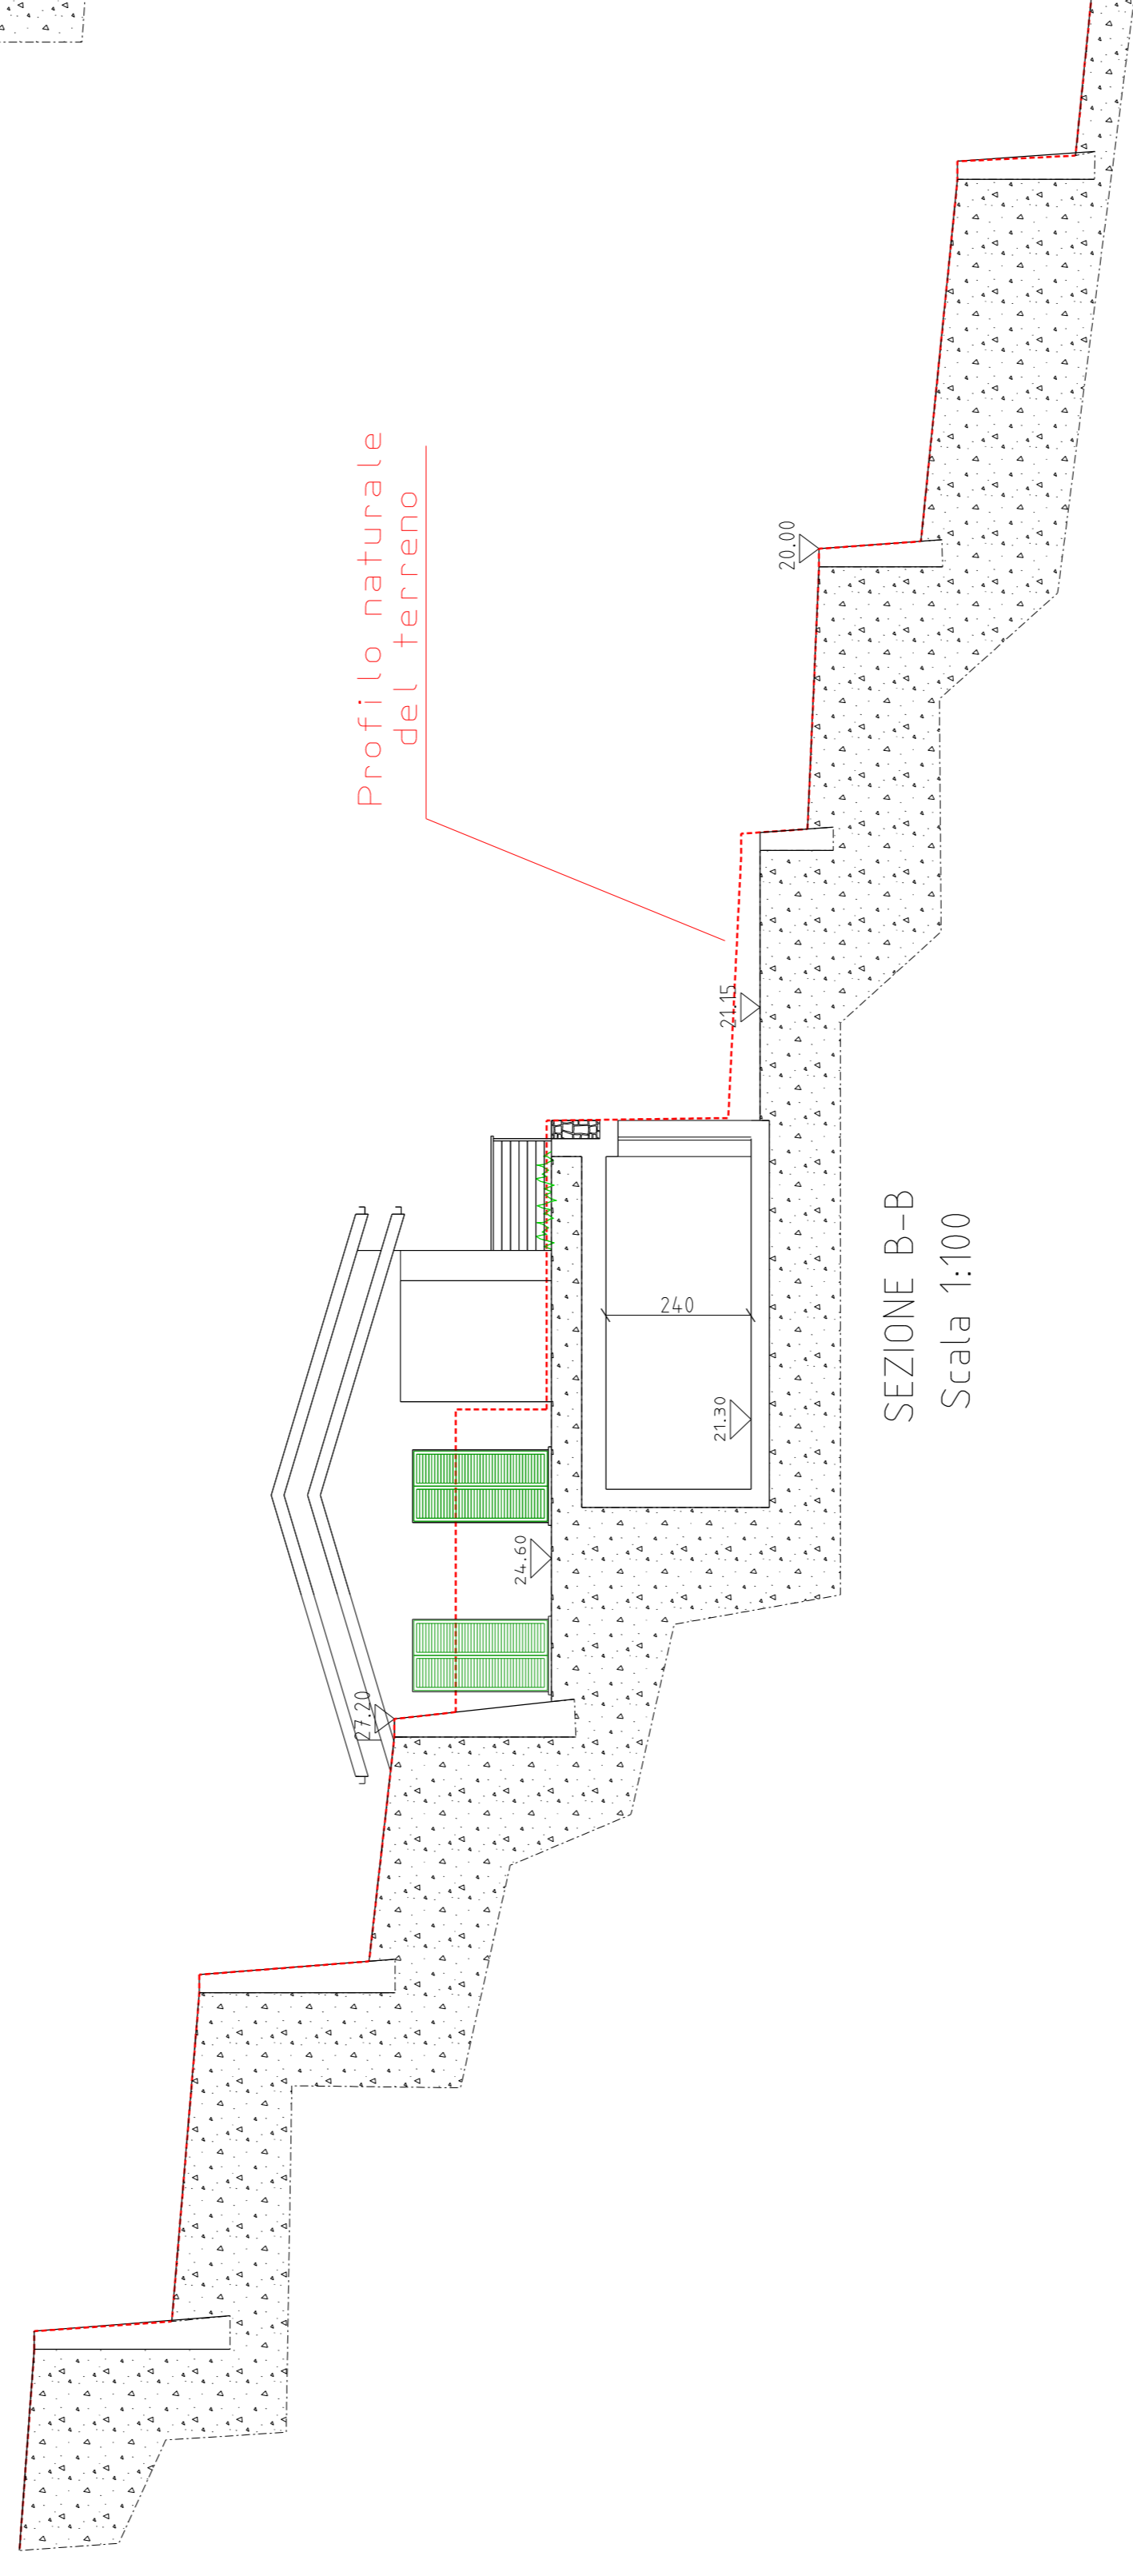 Profilo naturale
del terreno
27.20
24.60
21.30
240
21.15
20.00
SEZIONE B-B
Scala 1:100